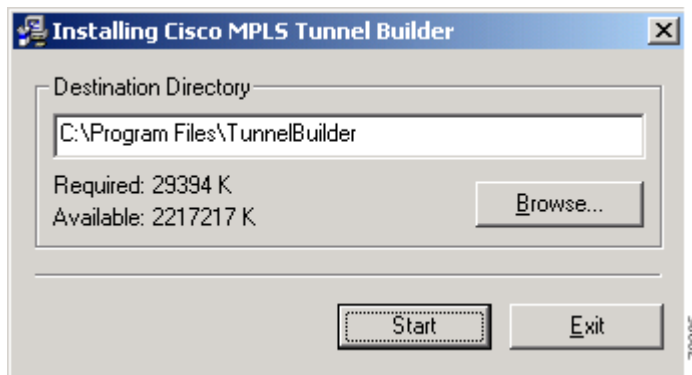 Installing Cisco MPLS Tunnel Builder
Destination Directory
C:\Program Files\TunnelBuilder
Required: 29394 K
Available: 2217217 K
Browse...
Start
Exit